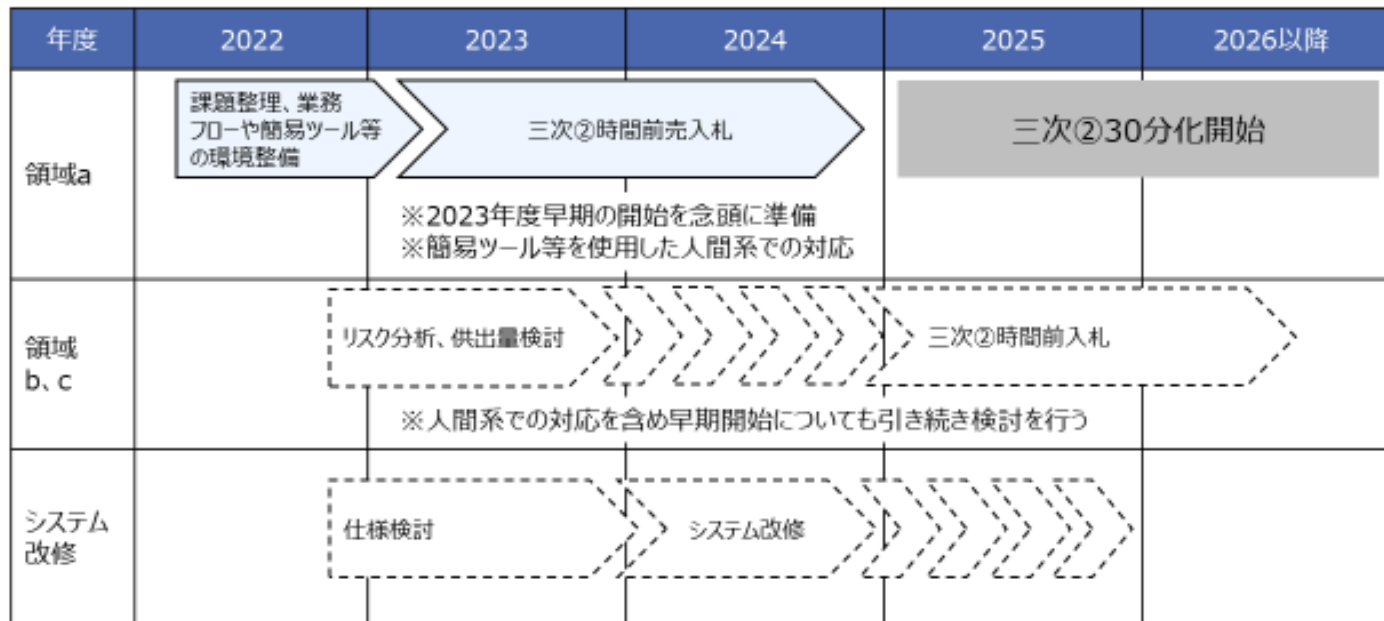 年度 2022 2023 2024 2025 2026以降
領域a
課題整理、業務
フローや簡易ツール等
の環境整備
三次②時間前売入札
三次②30分化開始
※2023年度早期の開始を念頭に準備
※簡易ツール等を使用した人間系での対応
領域
b、c
リスク分析、供出量検討
三次②時間前入札
※人間系での対応を含め早期開始についても引き続き検討を行う
システム
改修
仕様検討
システム改修